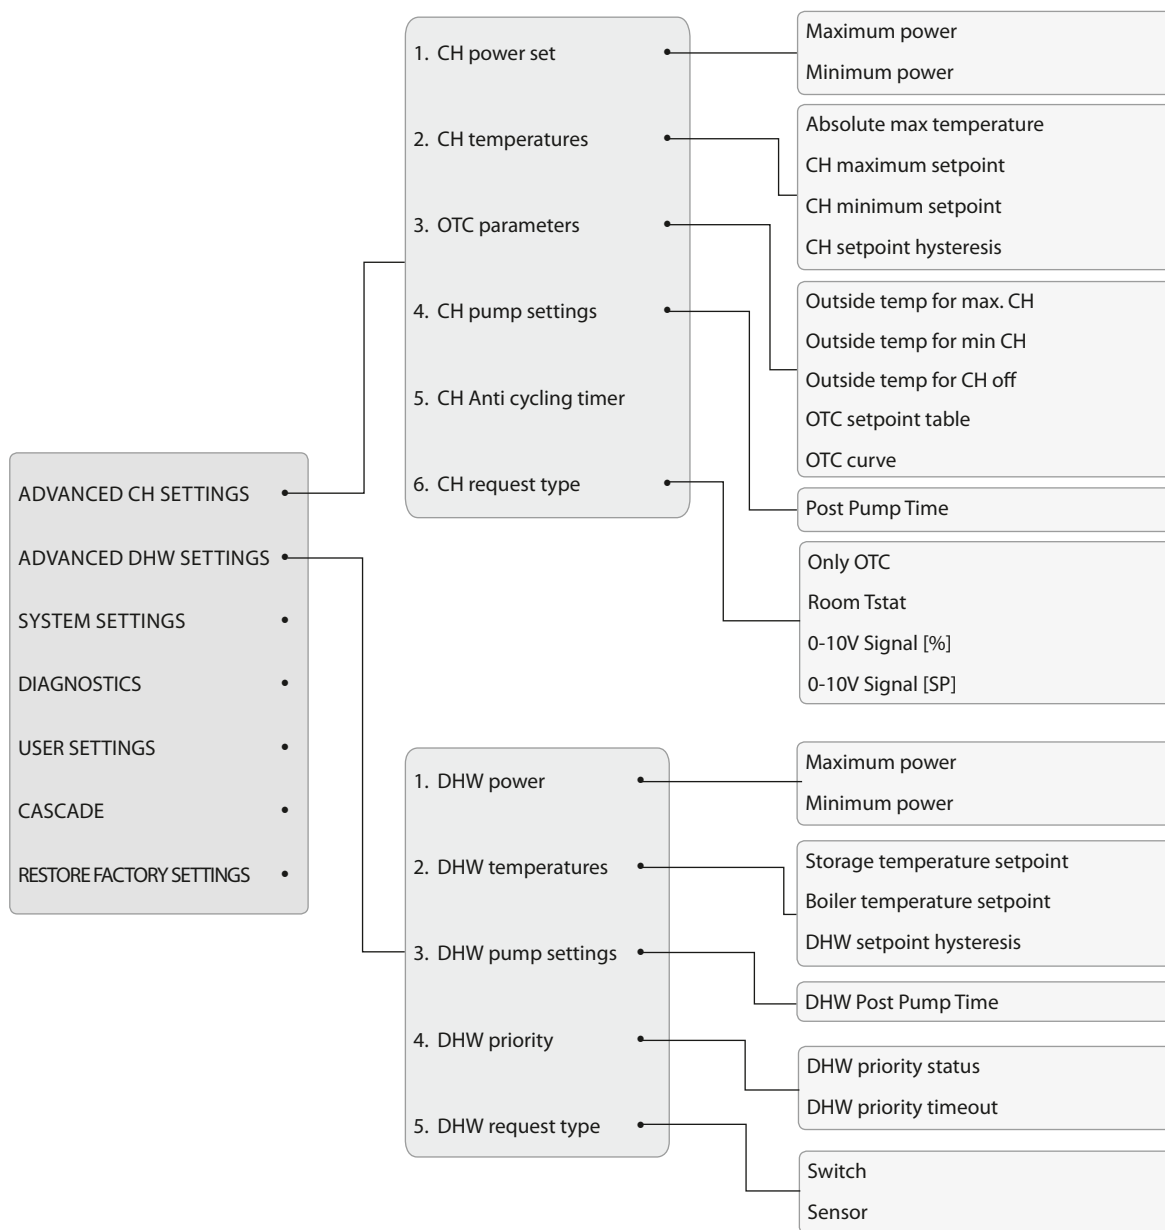 ADVANCED CH SETTINGS
ADVANCED DHW SETTINGS
SYSTEM SETTINGS
DIAGNOSTICS
USER SETTINGS
CASCADE
RESTORE FACTORY SETTINGS
1. CH power set
2. CH temperatures
3. OTC parameters
4. CH pump settings
5. CH Anti cycling timer
6. CH request type
Maximum power
Minimum power
Absolute max temperature
CH maximum setpoint
CH minimum setpoint
CH setpoint hysteresis
Outside temp for max. CH
Outside temp for min CH
Outside temp for CH off
OTC setpoint table
OTC curve
Post Pump Time
Only OTC
Room Tstat
0-10V Signal [%]
0-10V Signal [SP]
1. DHW power
2. DHW temperatures
3. DHW pump settings
4. DHW priority
5. DHW request type
Maximum power
Minimum power
Storage temperature setpoint
Boiler temperature setpoint
DHW setpoint hysteresis
DHW Post Pump Time
DHW priority status
DHW priority timeout
Switch
Sensor